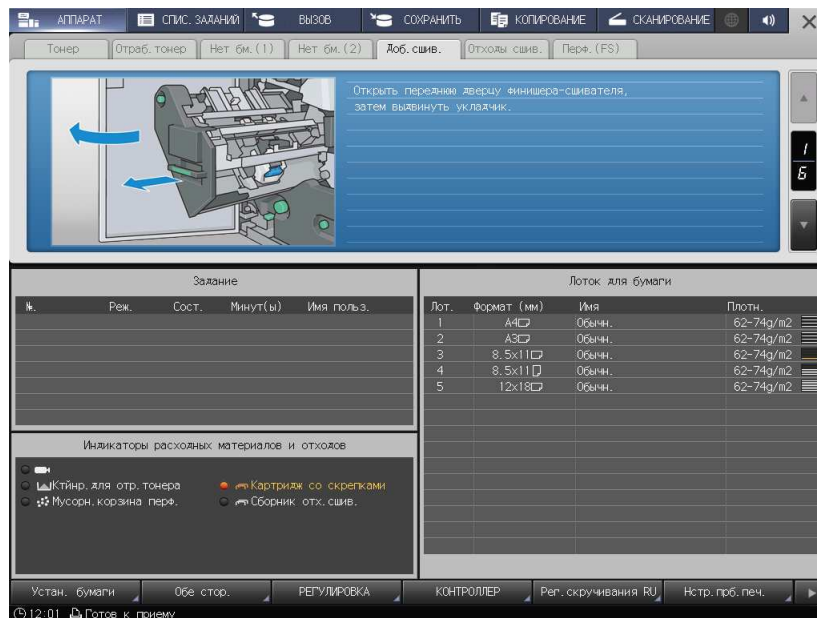 АППАРАТ СПИС. ЗАДАНИЙ ВЫЗОВ СОХРАНИТЬ КОПИРОВАНИЕ СКАНИРОВАНИЕ
Тонер Отраб. тонер Нет бм.(1) Нет бм.(2) Доб. сшив. Отходы сшив. Перф.(FS)
Открыть переднюю дверцу финишера-сшивателя,
затем выдвинуть укладчик.
1
6
Задание
№. Реж. Сост. Минут(ы) Имя польз.
Индикаторы расходных материалов и отходов
Ктйнр. для отр. тонера Картридж со скрепками
Мусорн. корзина перф. Сборник отх. сшив.
Лоток для бумаги
Лот. Формат (мм) Имя Плотн.
1 A4 Обычн. 62-74g/m2
2 A3 Обычн. 62-74g/m2
3 8.5x11 Обычн. 62-74g/m2
4 8.5x11 Обычн. 62-74g/m2
5 12x18 Обычн. 62-74g/m2
Устан. бумаги Обе стор. РЕГУЛИРОВКА КОНТРОЛЛЕР Рег. скручивания RU Нстр. прб. печ.
12:01 Готов к приему